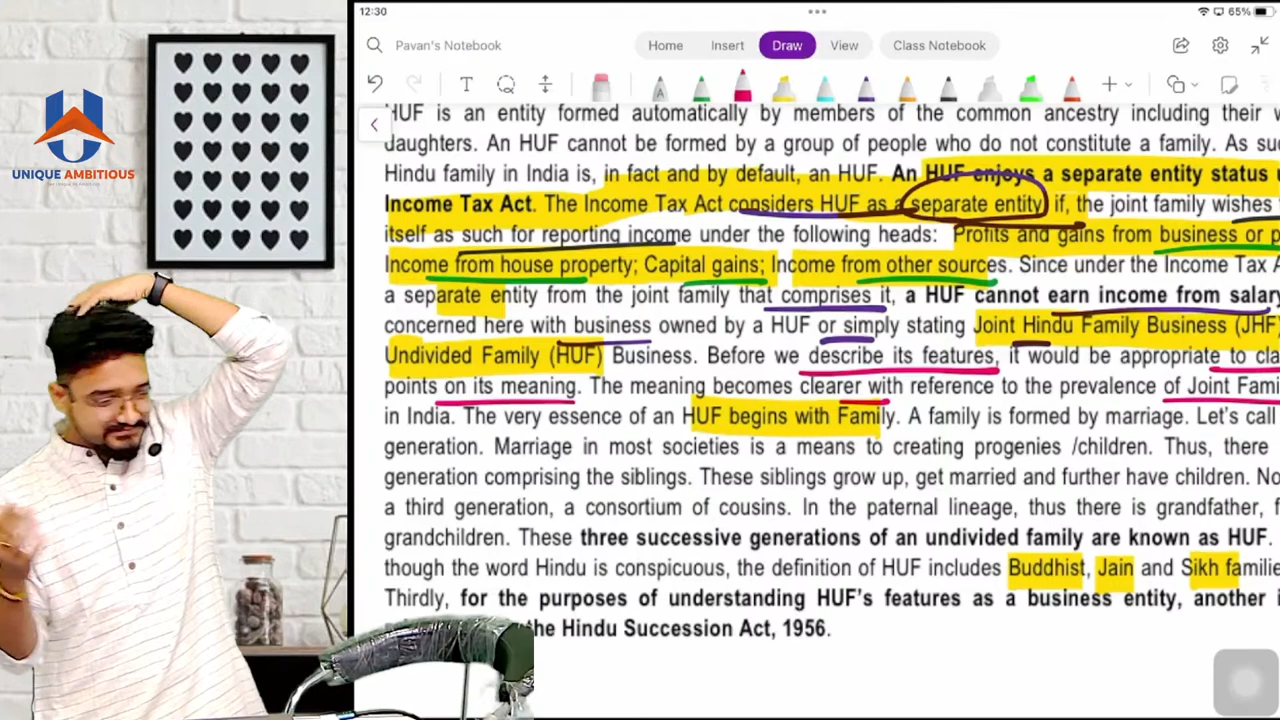 12:30
65%
Pavan's Notebook
Home Insert Draw View Class Notebook
UNIQUE AMBITIOUS
HUF is an entity formed automatically by members of the common ancestry including their
daughters. An HUF cannot be formed by a group of people who do not constitute a family. As
Hindu family in India is, in fact and by default, an HUF. An HUF enjoys a separate entity status
Income Tax Act. The Income Tax Act considers HUF as a separate entity if, the joint family wishes
itself as such for reporting income under the following heads: Profits and gains from business or
Income from house property; Capital gains; Income from other sources. Since under the Income Tax
a separate entity from the joint family that comprises it, a HUF cannot earn income from salary
concerned here with business owned by a HUF or simply stating Joint Hindu Family Business (JHF
Undivided Family (HUF) Business. Before we describe its features, it would be appropriate to
points on its meaning. The meaning becomes clearer with reference to the prevalence of Joint
in India. The very essence of an HUF begins with Family. A family is formed by marriage. Let's call
generation. Marriage in most societies is a means to creating progenies /children. Thus, there
generation comprising the siblings. These siblings grow up, get married and further have children.
a third generation, a consortium of cousins. In the paternal lineage, thus there is grandfather,
grandchildren. These three successive generations of an undivided family are known as HUF.
though the word Hindu is conspicuous, the definition of HUF includes Buddhist, Jain and Sikh
Thirdly, for the purposes of understanding HUF's features as a business entity, another
the Hindu Succession Act, 1956.